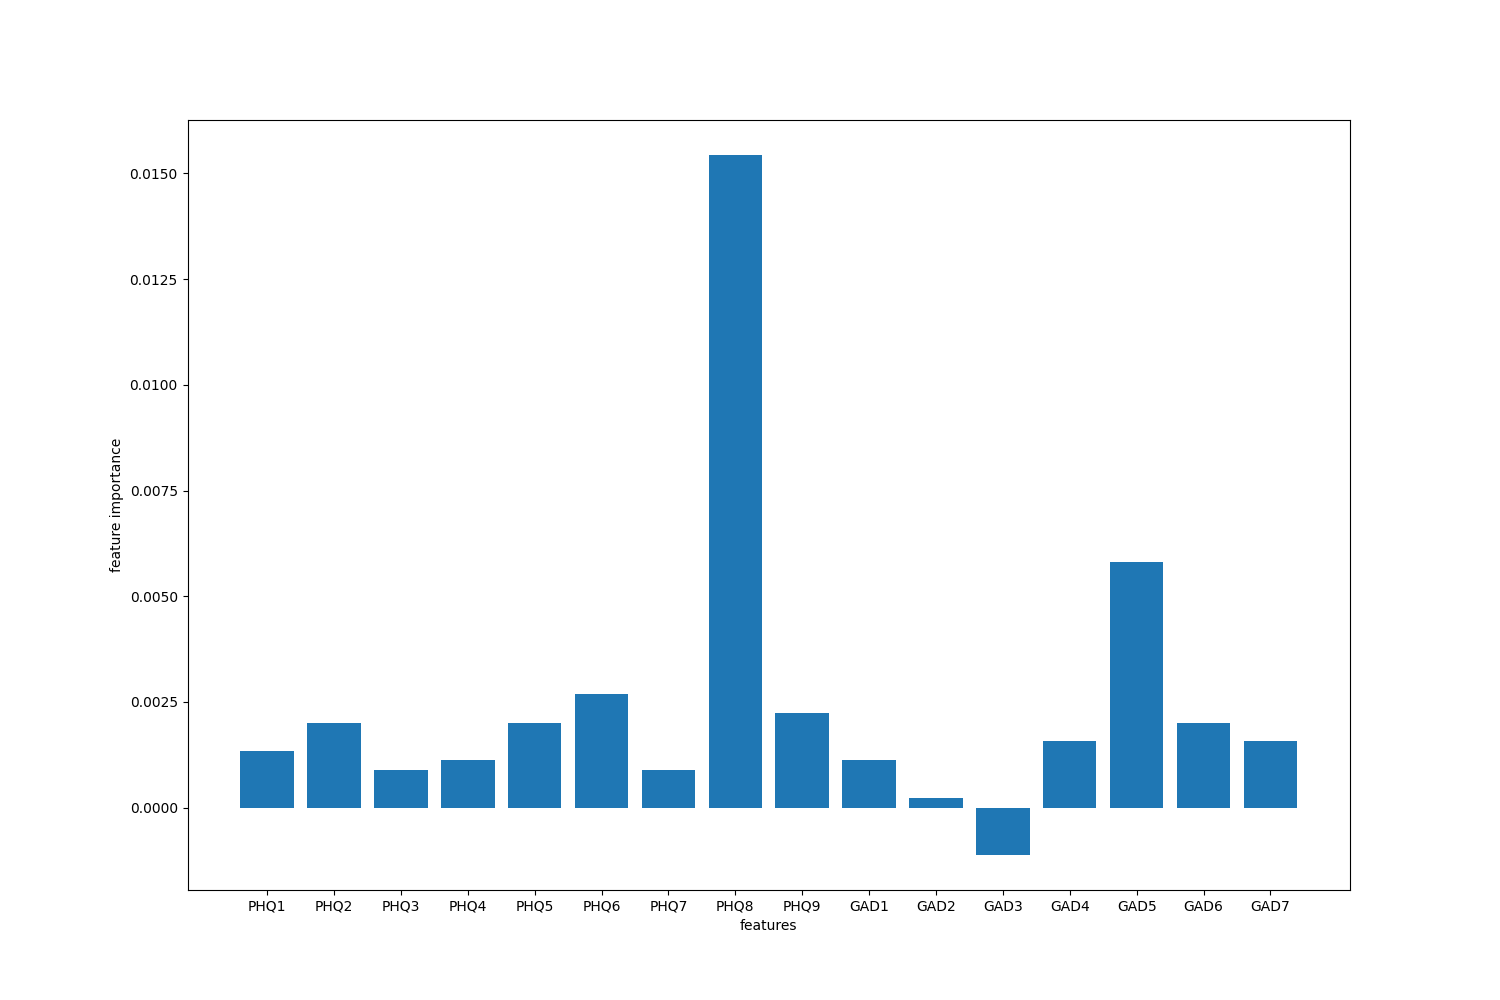 feature importance
0.0150
0.0125
0.0100
0.0075
0.0050
0.0025
0.0000
PHQ1 PHQ2 PHQ3 PHQ4 PHQ5 PHQ6 PHQ7 PHQ8 PHQ9 GAD1 GAD2 GAD3 GAD4 GAD5 GAD6 GAD7
features